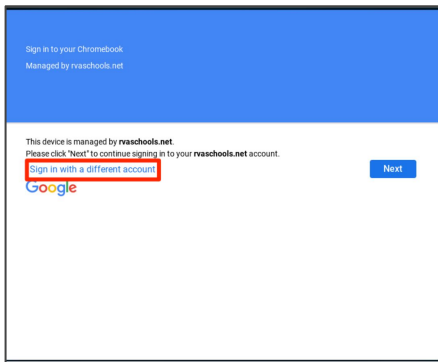 Sign in to your Chromebook
Managed by rvaschools.net
This device is managed by rvaschools.net.
Please click "Next" to continue signing in to your rvaschools.net account.
Sign in with a different account
Next
Google